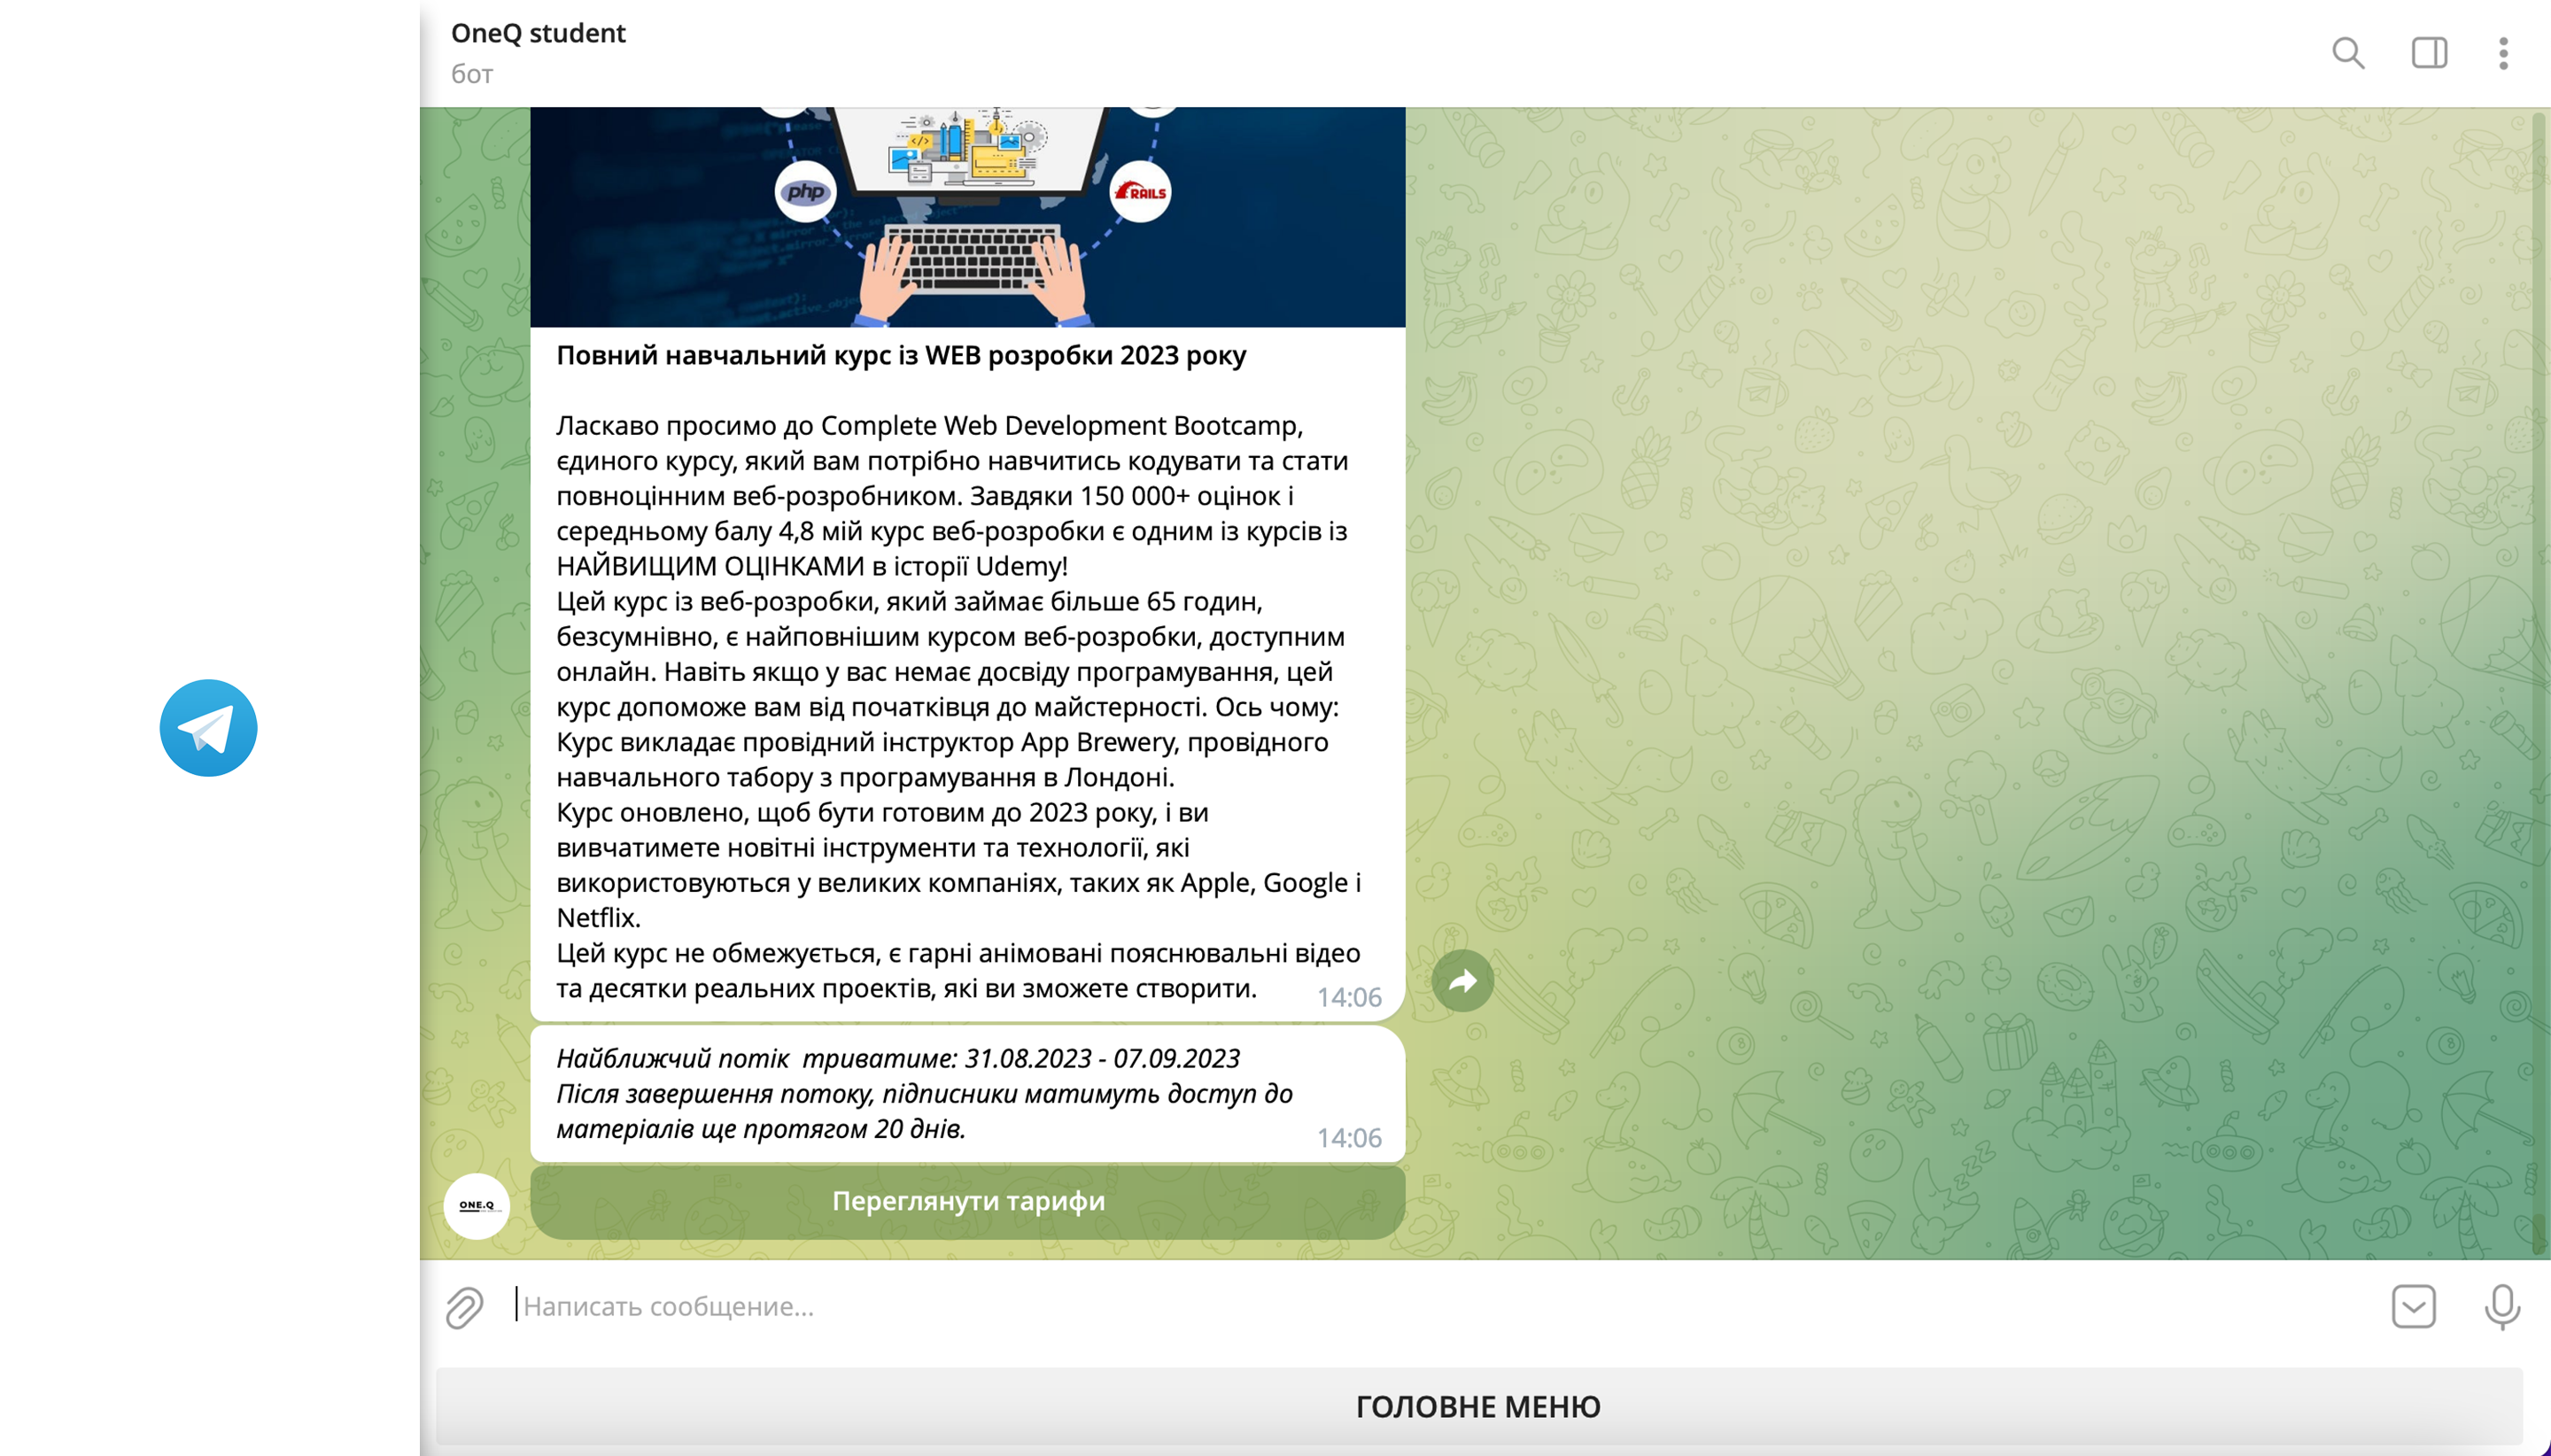 OneQ student
бот
php
RAILS
</>
Повний навчальний курс із WEB розробки 2023 року
Ласкаво просимо до Complete Web Development Bootcamp,
єдиного курсу, який вам потрібно навчитись кодувати та стати
повноцінним веб-розробником. Завдяки 150 000+ оцінок і
середньому балу 4,8 мій курс веб-розробки є одним із курсів із
НАЙВИЩИМ ОЦІНКАМИ в історії Udemy!
Цей курс із веб-розробки, який займає більше 65 годин,
безсумнівно, є найповнішим курсом веб-розробки, доступним
онлайн. Навіть якщо у вас немає досвіду програмування, цей
курс допоможе вам від початківця до майстерності. Ось чому:
Курс викладає провідний інструктор App Brewery, провідного
навчального табору з програмування в Лондоні.
Курс оновлено, щоб бути готовим до 2023 року, і ви
вивчатимете новітні інструменти та технології, які
використовуються у великих компаніях, таких як Apple, Google і
Netflix.
Цей курс не обмежується, є гарні анімовані пояснювальні відео
та десятки реальних проектів, які ви зможете створити.
14:06
Найближчий потік  триватиме: 31.08.2023 - 07.09.2023
Після завершення потоку, підписники матимуть доступ до
матеріалів ще протягом 20 днів.
14:06
ONE.Q
Переглянути тарифи
Написать сообщение...
ГОЛОВНЕ МЕНЮ